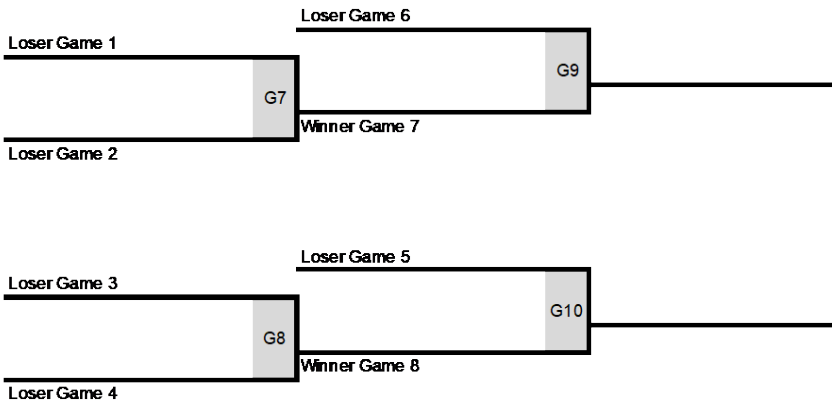 Loser Game 6
Loser Game 1
G9
G7
Winner Game 7
Loser Game 2
Loser Game 5
Loser Game 3
G10
G8
Winner Game 8
Loser Game 4